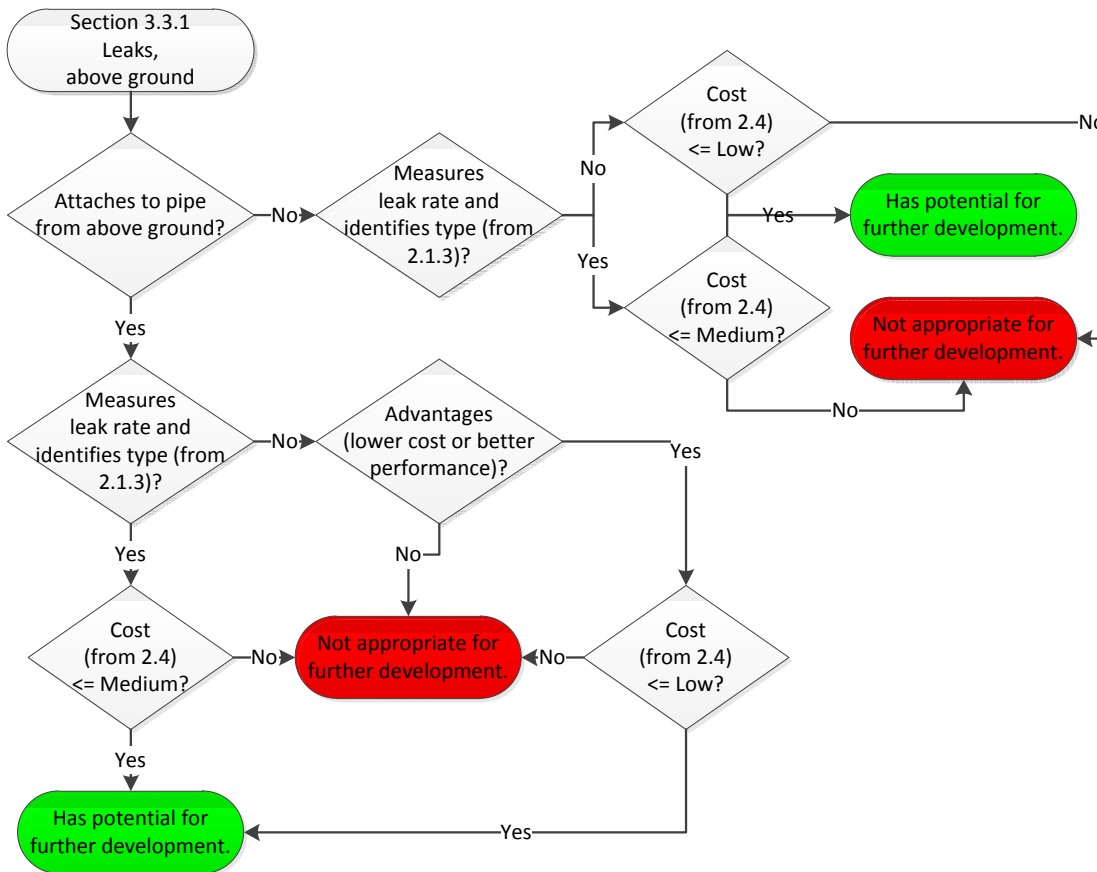 Section 3.3.1
Leaks,
above ground
Attaches to pipe
from above ground?
No
Measures
leak rate and
identifies type (from
2.1.3)?
No
Yes
Cost
(from 2.4)
<= Low?
No
Yes
Has potential for
further development.
Cost
(from 2.4)
<= Medium?
No
Not appropriate for
further development.
Yes
Measures
leak rate and
identifies type (from
2.1.3)?
No
Advantages
(lower cost or better
performance)?
Yes
No
Yes
Cost
(from 2.4)
<= Medium?
No
Not appropriate for
further development.
No
Cost
(from 2.4)
<= Low?
Yes
Has potential for
further development.
Yes